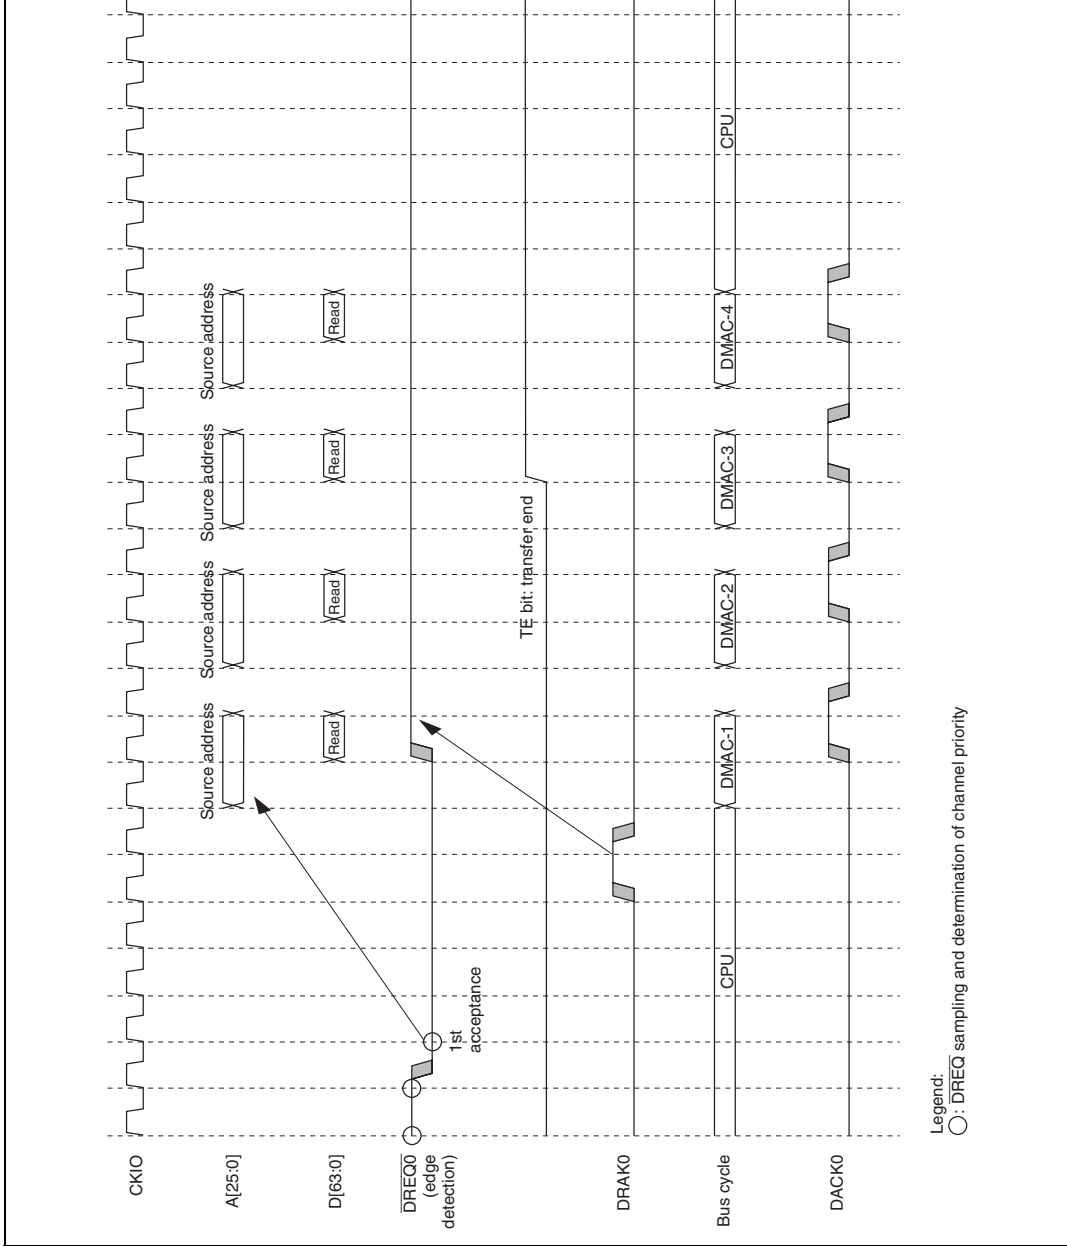 CKIO
A[25:0]
Source address
Source address
Source address
Source address
D[63:0]
Read
Read
Read
Read
DREQ0
(edge
detection)
1st
acceptance
TE bit: transfer end
DRAK0
Bus cycle
CPU
DMAC-1
DMAC-2
DMAC-3
DMAC-4
CPU
DACK0
Legend:
○: DREQ sampling and determination of channel priority